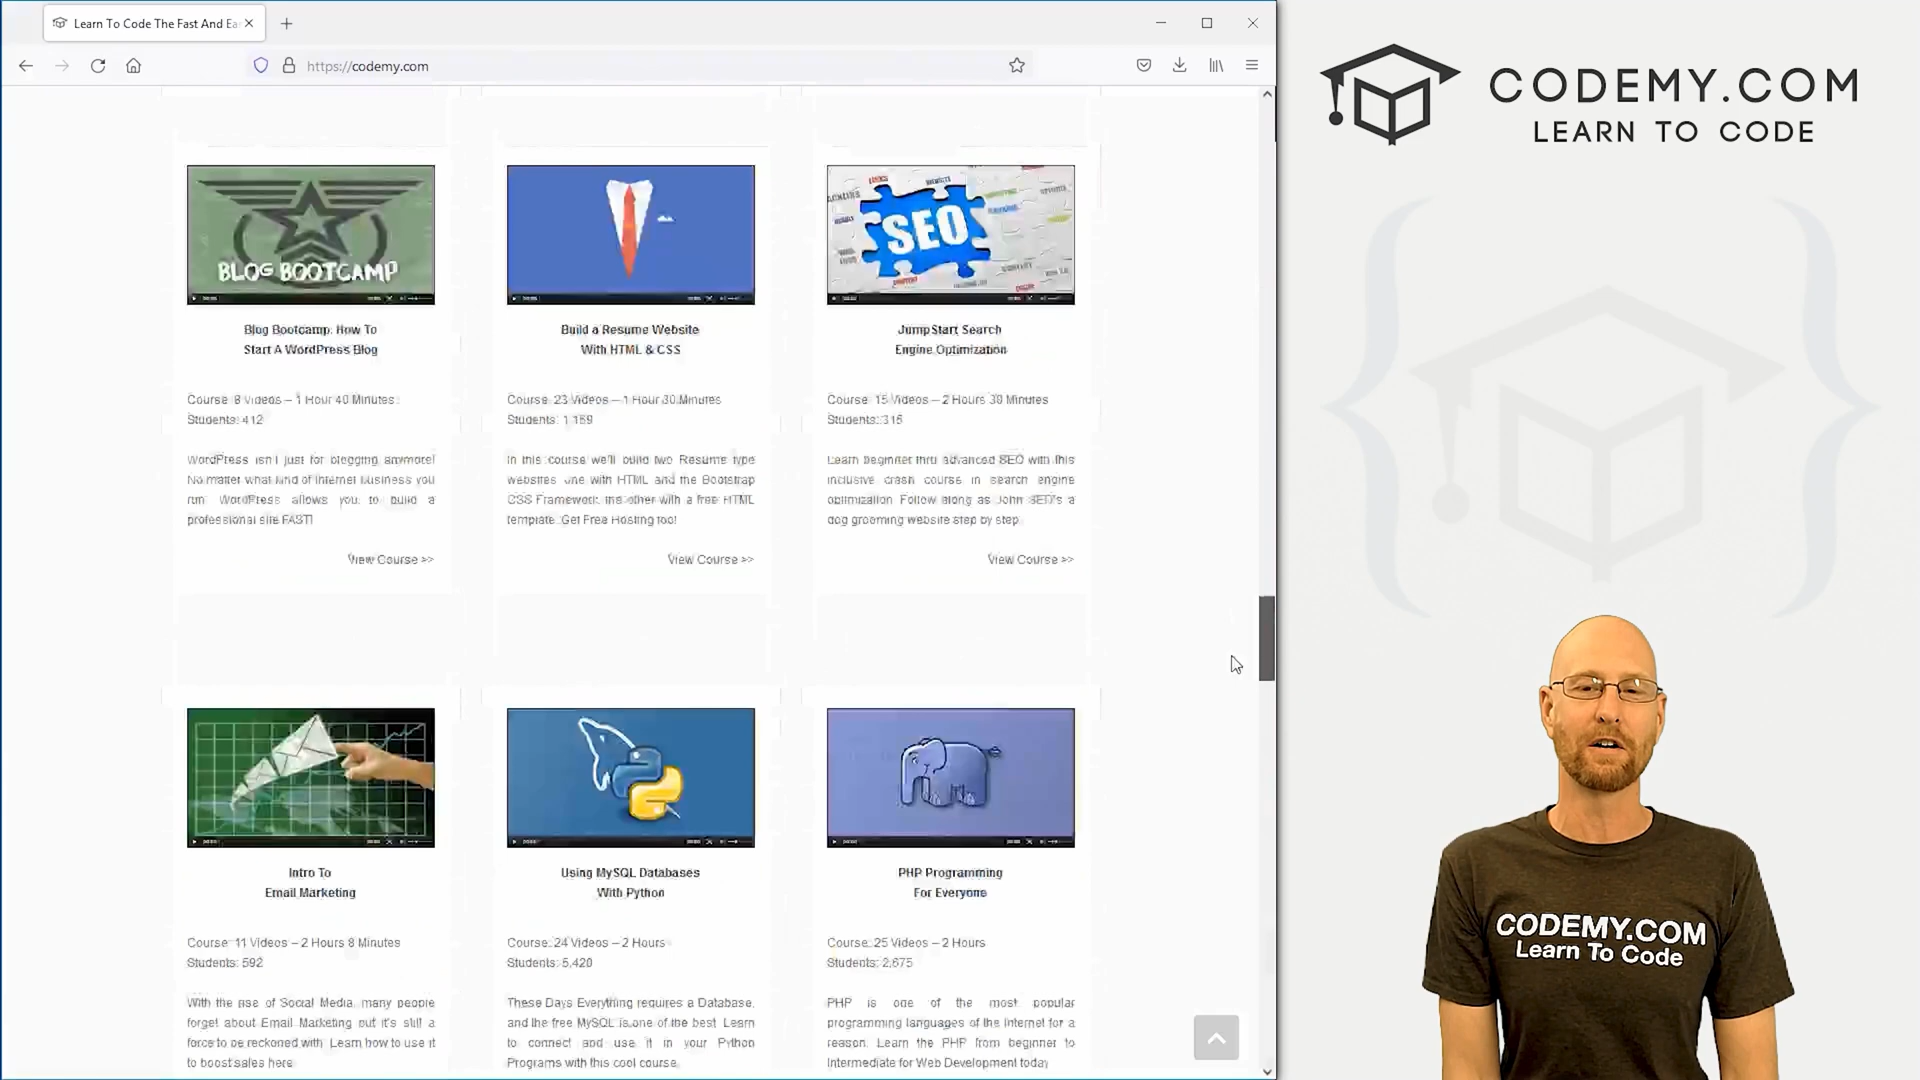 Learn To Code The Fast And Ea
https://codemy.com
CODEMY.COM
LEARN TO CODE
BLOG BOOTCAMP
SEO
Blog Bootcamp: How To
Start A WordPress Blog
Build a Resume Website
With HTML & CSS
JumpStart Search
Engine Optimization
Course: 8 Videos – 1 Hour 40 Minutes
Students: 412
Course: 23 Videos – 1 Hour 30 Minutes
Students: 1,159
Course: 15 Videos – 2 Hours 30 Minutes
Students: 315
WordPress isn't just for blogging anymore!
No matter what kind of Internet business you
run WordPress allows you to build a
professional site FAST!
In this course we'll build two Resume type
websites one with HTML and the Bootstrap
CSS Framework, the other with a free HTML
template. Get Free Hosting too!
Learn beginner thru advanced SEO with this
inclusive crash course in search engine
optimization. Follow along as John SEO's a
dog grooming website step by step
View Course >>
View Course >>
View Course >>
Intro To
Email Marketing
Using MySQL Databases
With Python
PHP Programming
For Everyone
Course: 11 Videos – 2 Hours 8 Minutes
Students: 592
Course: 24 Videos – 2 Hours
Students: 5,420
Course: 25 Videos – 2 Hours
Students: 2,675
With the rise of Social Media, many people
forget about Email Marketing but it's still a
force to be reckoned with. Learn how to use it
to boost sales here
These Days Everything requires a Database,
and the free MySQL is one of the best. Learn
to connect and use it in your Python
Programs with this cool course.
PHP is one of the most popular
programming languages of the Internet for a
reason. Learn the PHP from beginner to
Intermediate for Web Development today
CODEMY.COM
Learn To Code